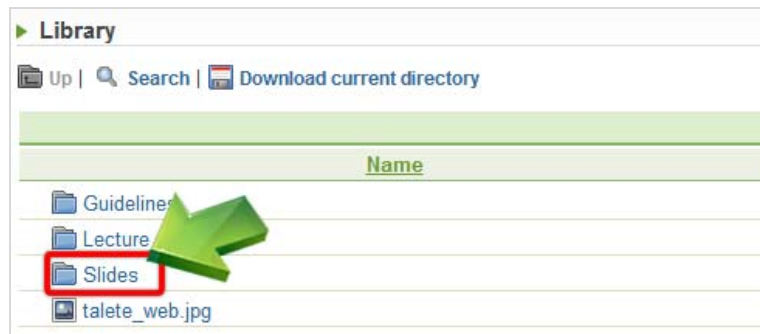 Library
Up | Search | Download current directory
Name
Guidelines
Lecture
Slides
talete_web.jpg